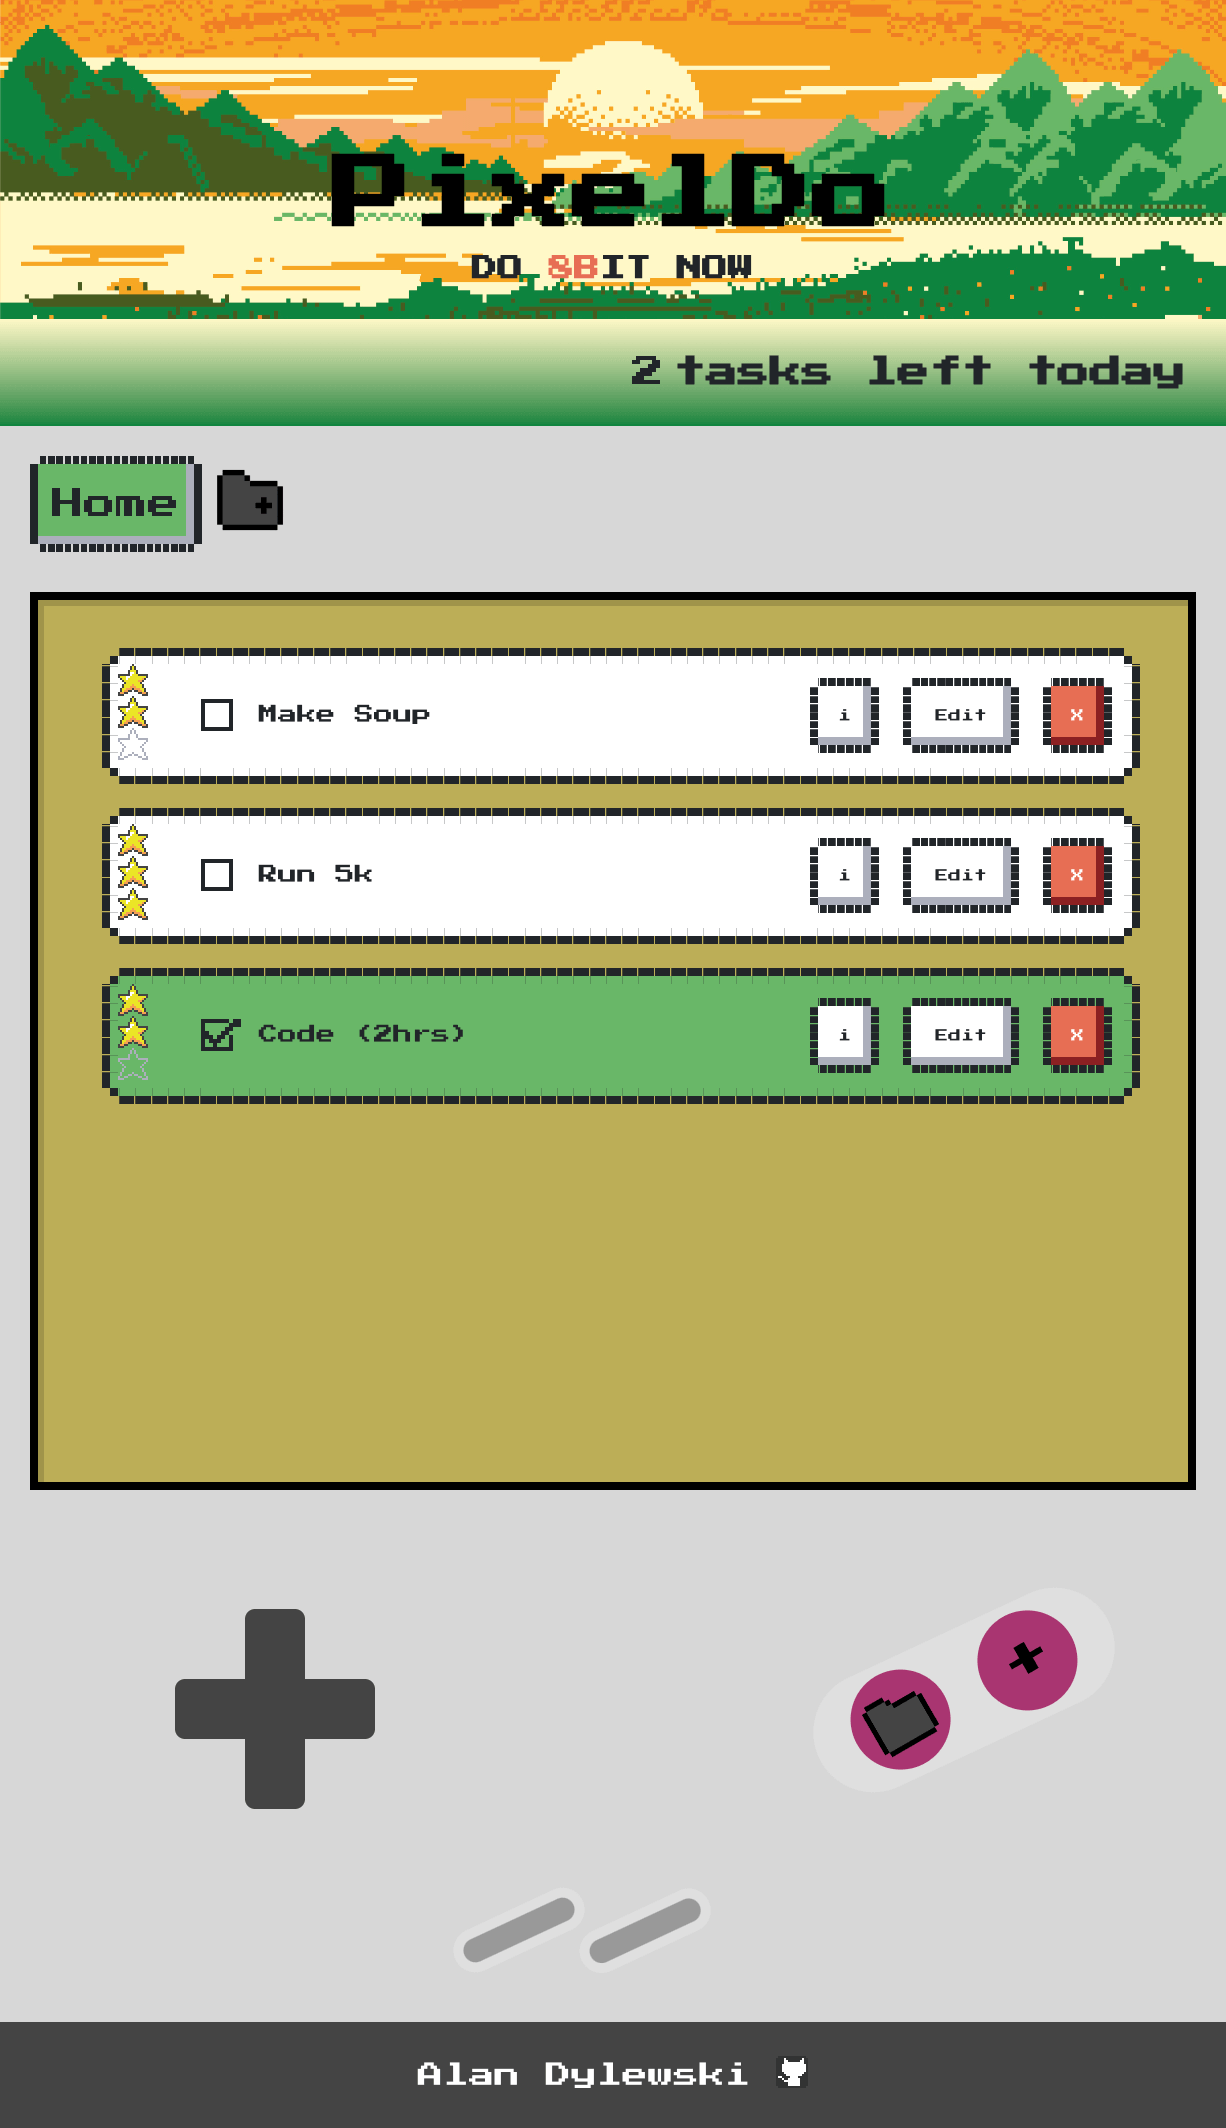 PixelDo
DO 8BIT NOW
2 tasks left today
Home
Make Soup i Edit X
Run 5k i Edit X
Code (2hrs) i Edit X
Alan Dylewski